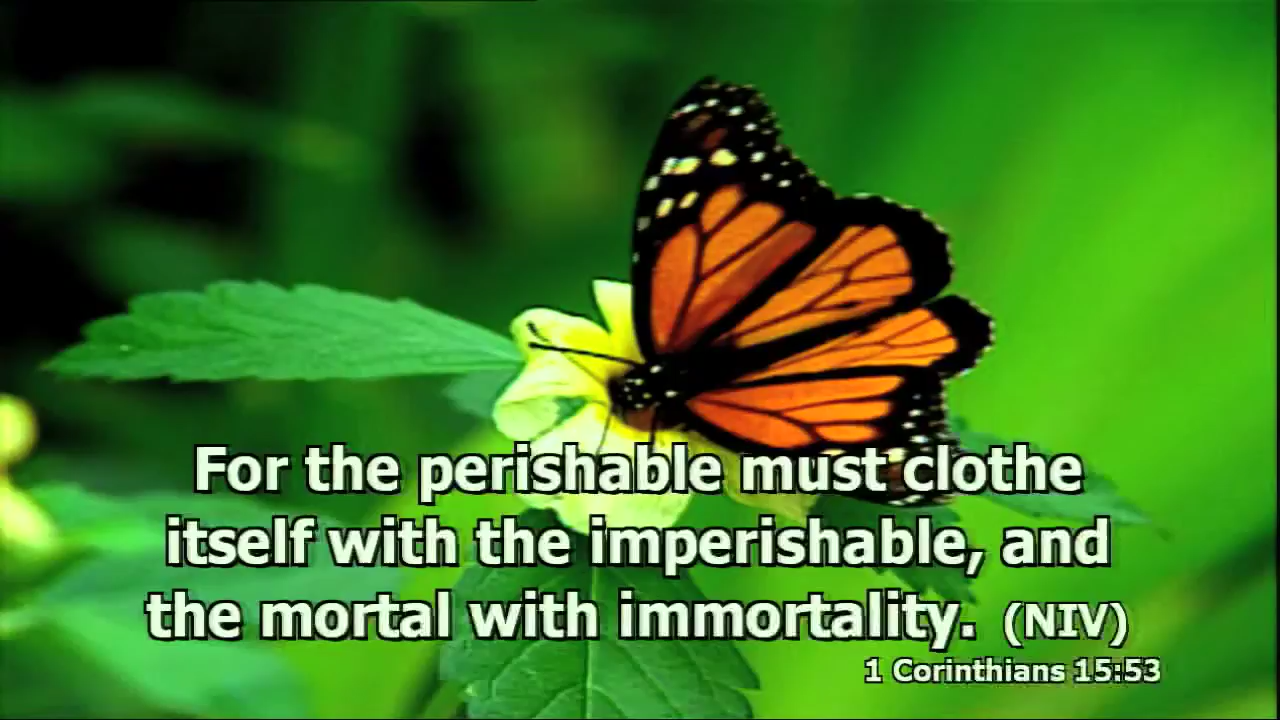 For the perishable must clothe
itself with the imperishable, and
the mortal with immortality. (NIV)
1 Corinthians 15:53